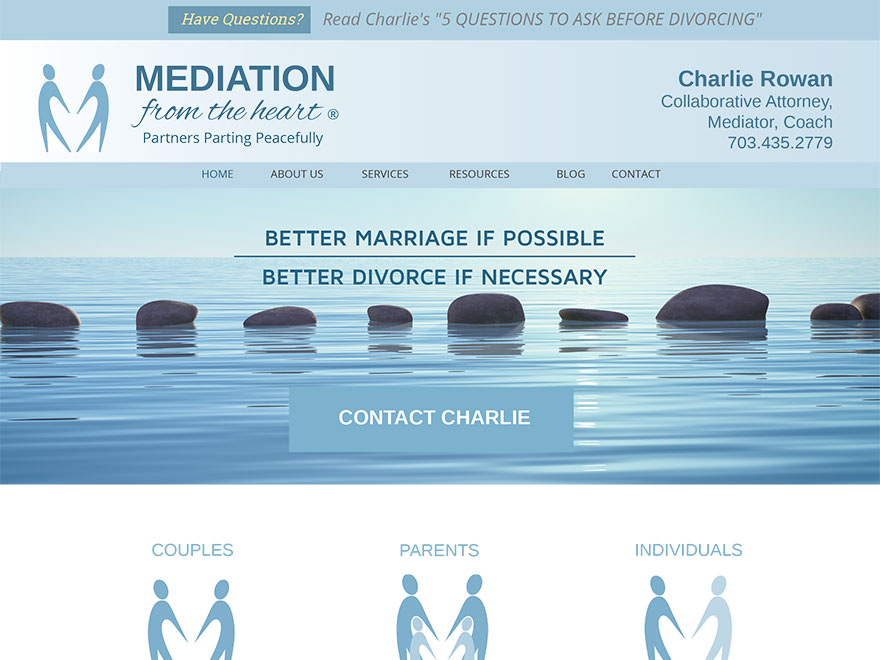 Have Questions? Read Charlie's "5 QUESTIONS TO ASK BEFORE DIVORCING"
MEDIATION
from the heart ®
Partners Parting Peacefully
Charlie Rowan
Collaborative Attorney,
Mediator, Coach
703.435.2779
HOME ABOUT US SERVICES RESOURCES BLOG CONTACT
BETTER MARRIAGE IF POSSIBLE
BETTER DIVORCE IF NECESSARY
CONTACT CHARLIE
COUPLES PARENTS INDIVIDUALS